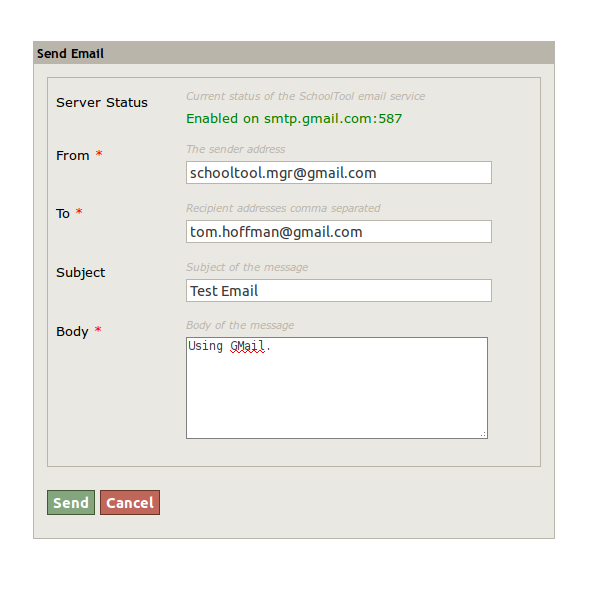 Send Email
Server Status
Current status of the SchoolTool email service
Enabled on smtp.gmail.com:587
From *
The sender address
schooltool.mgr@gmail.com
To *
Recipient addresses comma separated
tom.hoffman@gmail.com
Subject
Subject of the message
Test Email
Body *
Body of the message
Using GMail.
Send Cancel